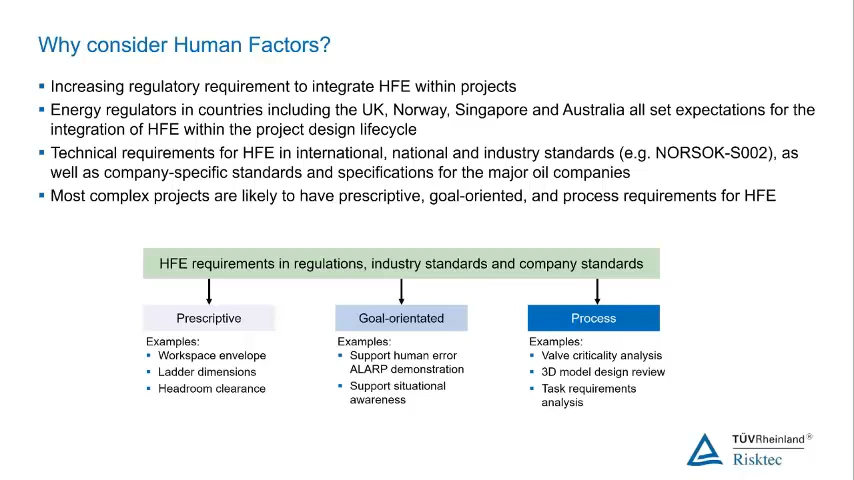 Why consider Human Factors?
▪ Increasing regulatory requirement to integrate HFE within projects
▪ Energy regulators in countries including the UK, Norway, Singapore and Australia all set expectations for the
integration of HFE within the project design lifecycle
▪ Technical requirements for HFE in international, national and industry standards (e.g. NORSOK-S002), as
well as company-specific standards and specifications for the major oil companies
▪ Most complex projects are likely to have prescriptive, goal-oriented, and process requirements for HFE
HFE requirements in regulations, industry standards and company standards
Prescriptive
Examples:
▪ Workspace envelope
▪ Ladder dimensions
▪ Headroom clearance
Goal-orientated
Examples:
▪ Support human error
ALARP demonstration
▪ Support situational
awareness
Process
Examples:
▪ Valve criticality analysis
▪ 3D model design review
▪ Task requirements
analysis
TÜVRheinland®
Risktec